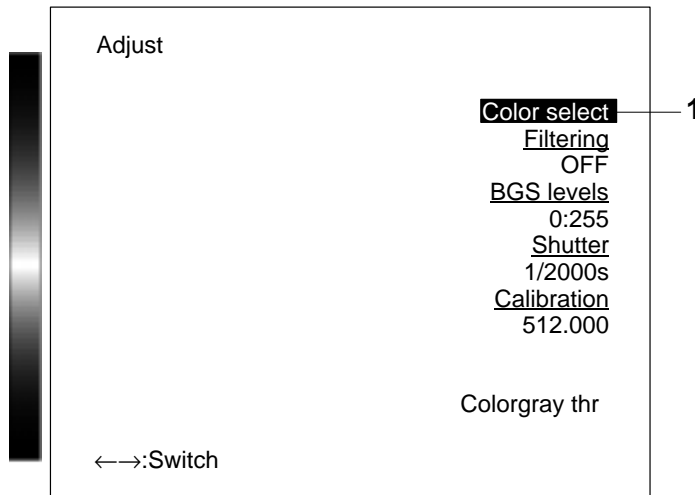 Adjust
Color select
1
Filtering
OFF
BGS levels
0:255
Shutter
1/2000s
Calibration
512.000
Colorgray thr
←→:Switch